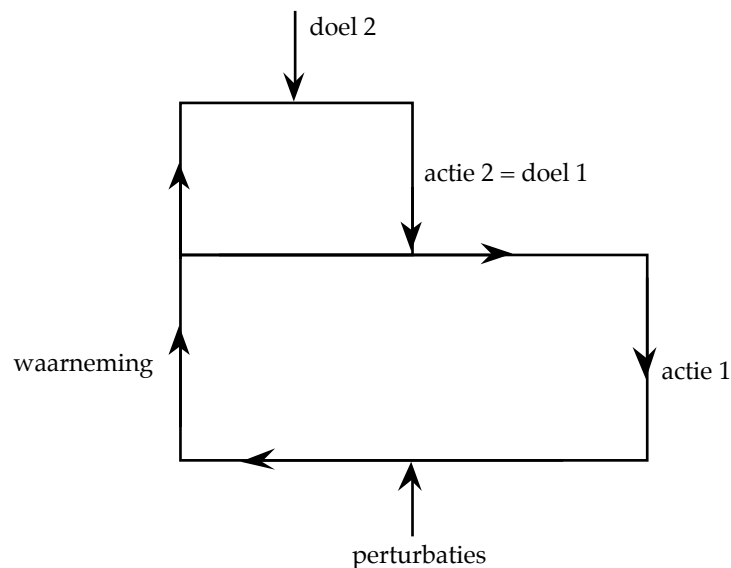 doel 2
actie 2 = doel 1
waarneming
actie 1
perturbaties